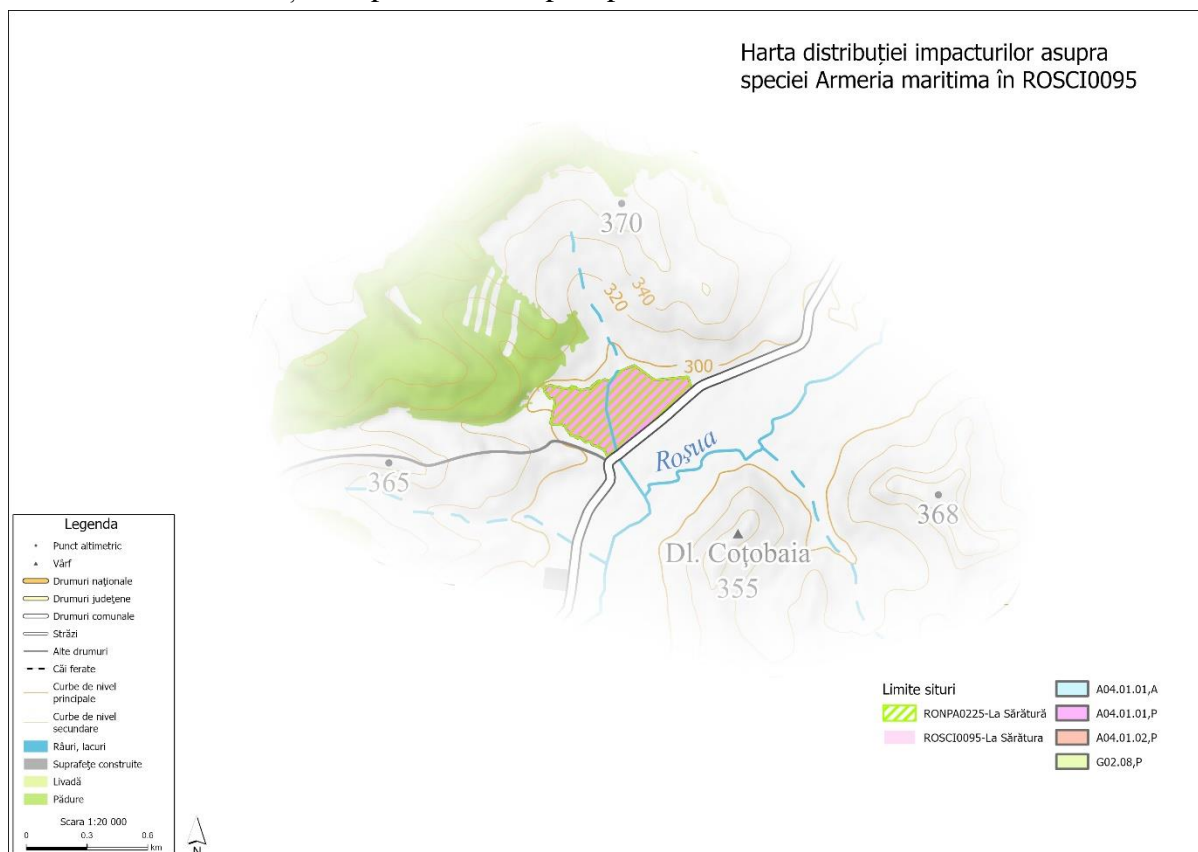 Harta distribuției impacturilor asupra
speciei Armeria maritima în ROSCI0095
370
340
320
300
Roșua
365
368
Dl. Coțobaia
355
Legenda
Punct altimetric
Vârf
Drumuri naționale
Drumuri județene
Drumuri comunale
Străzi
Alte drumuri
Căi ferate
Curbe de nivel
principale
Curbe de nivel
secundare
Râuri, lacuri
Suprafețe construite
Livadă
Pădure
Scara 1:20 000
0 0.3 0.6
km
N
Limite situri
RONPA0225-La Sărătură
ROSCI0095-La Sărătura
A04.01.01,A
A04.01.01,P
A04.01.02,P
G02.08,P